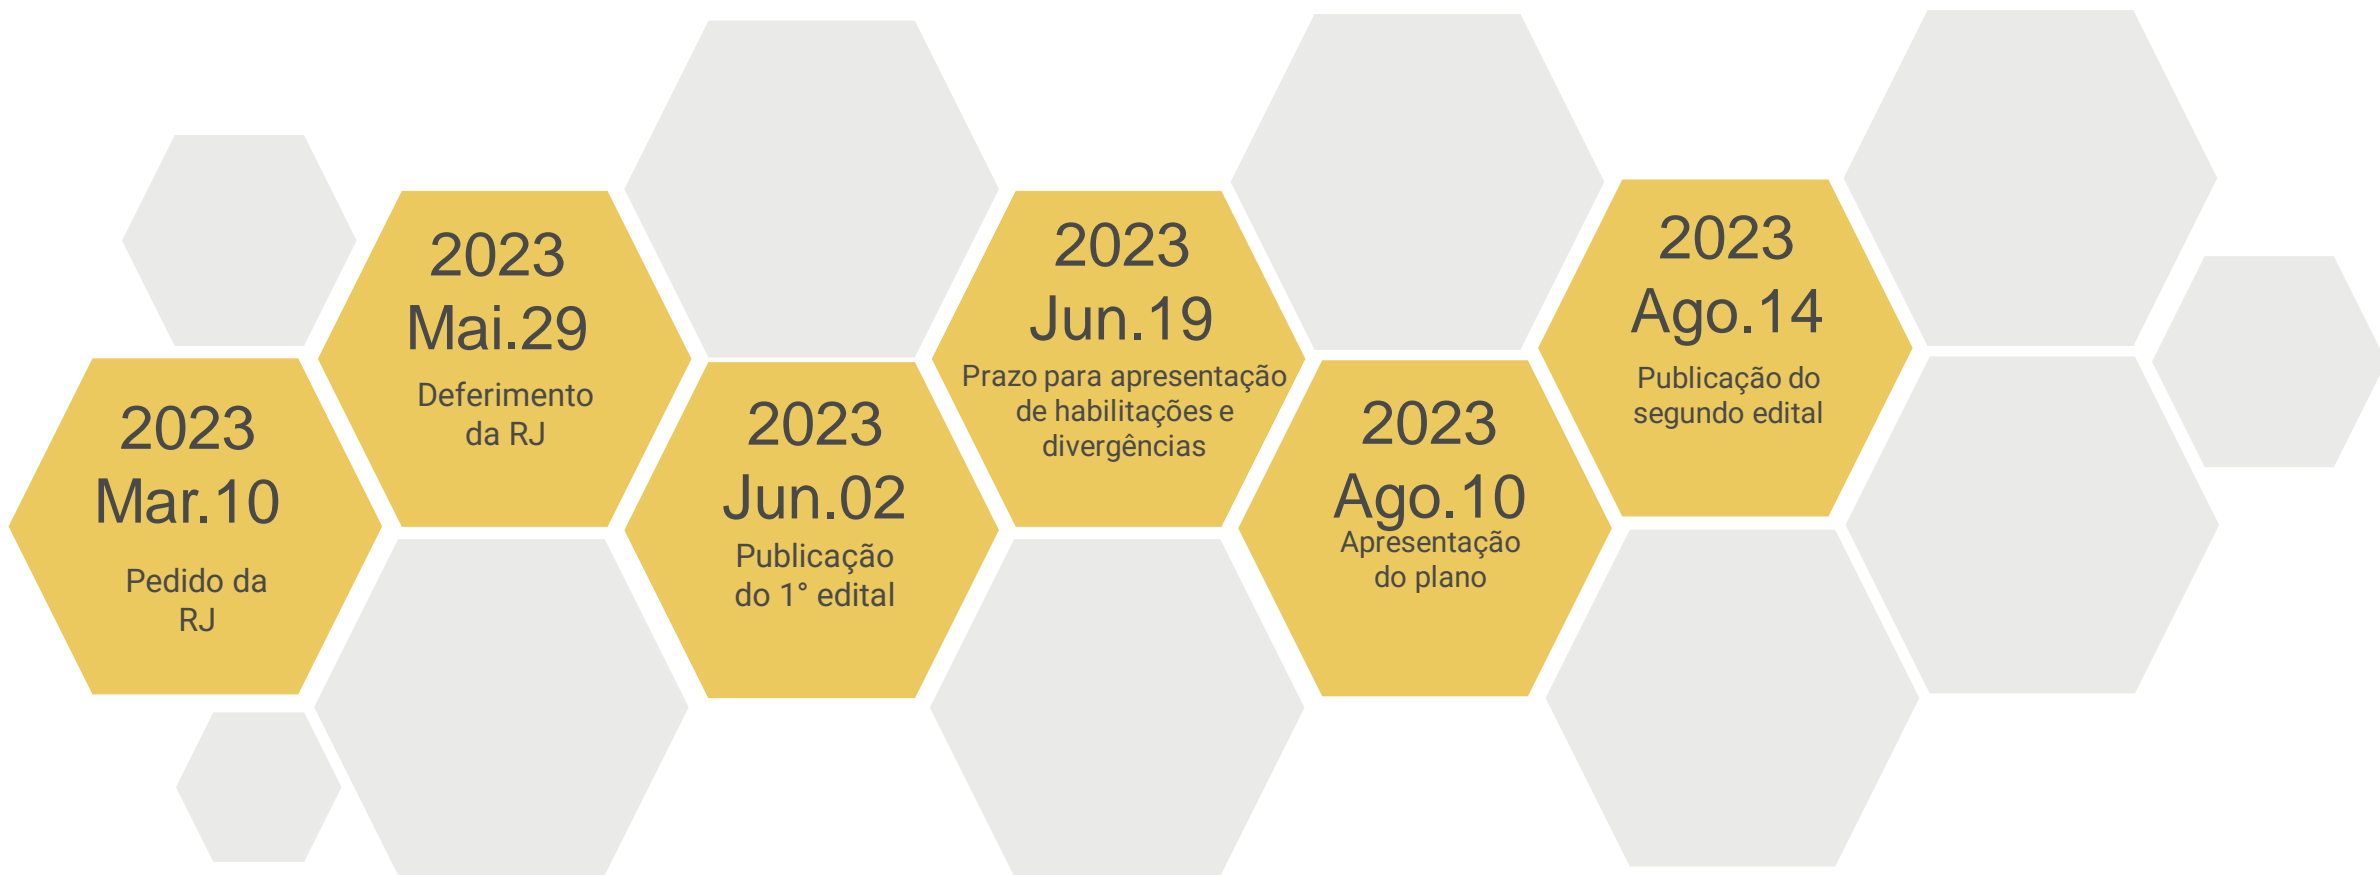 2023
Mar.10
Pedido da
RJ
2023
Mai.29
Deferimento
da RJ
2023
Jun.02
Publicação
do 1° edital
2023
Jun.19
Prazo para apresentação
de habilitações e
divergências
2023
Ago.10
Apresentação
do plano
2023
Ago.14
Publicação do
segundo edital